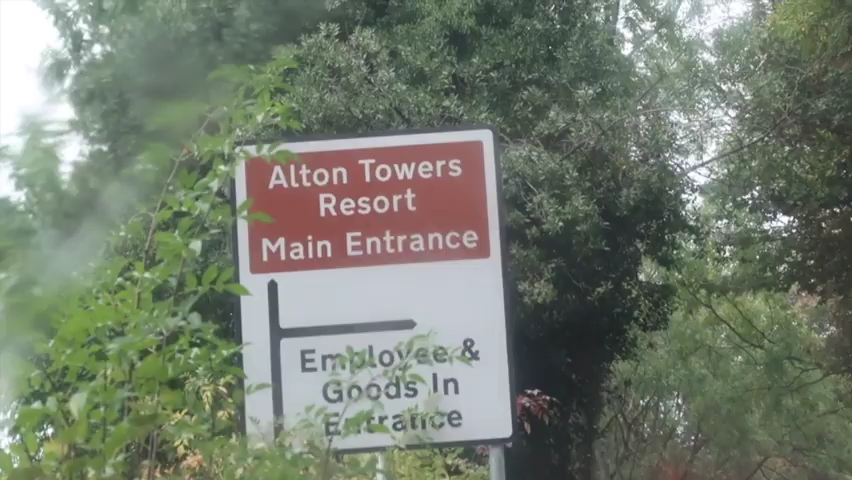 Alton Towers
Resort
Main Entrance
Employee &
Goods In
Entrance